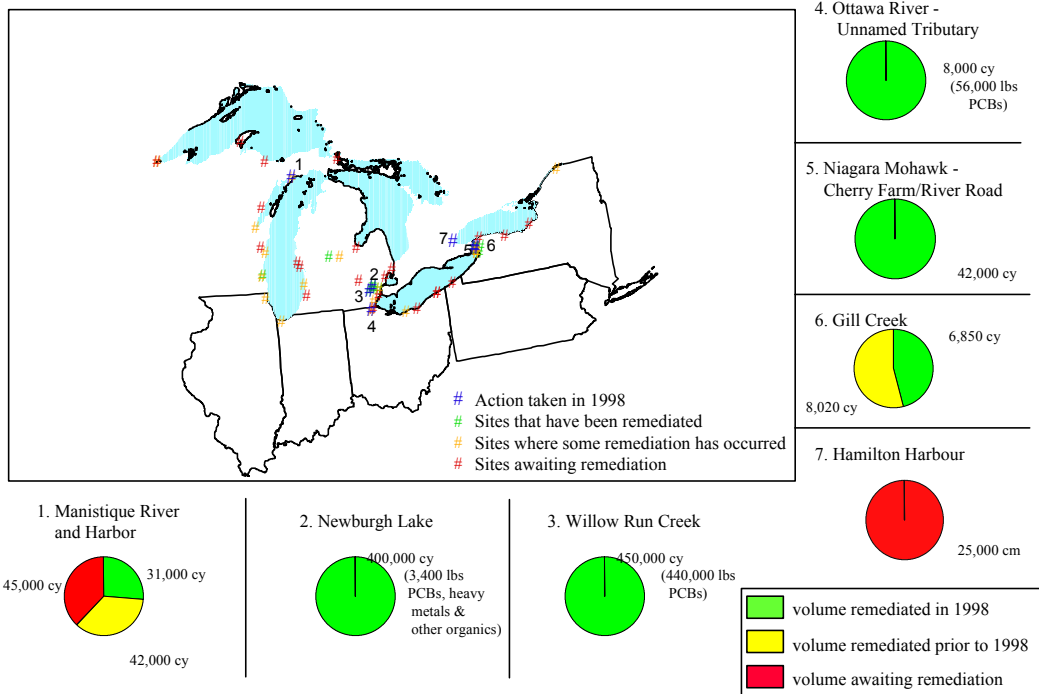 4. Ottawa River -
Unnamed Tributary
8,000 cy
(56,000 lbs
PCBs)
5. Niagara Mohawk -
Cherry Farm/River Road
42,000 cy
6. Gill Creek
6,850 cy
8,020 cy
7. Hamilton Harbour
25,000 cm
1
7
5
6
2
3
4
# Action taken in 1998
# Sites that have been remediated
# Sites where some remediation has occurred
# Sites awaiting remediation
1. Manistique River
and Harbor
45,000 cy
31,000 cy
42,000 cy
2. Newburgh Lake
400,000 cy
(3,400 lbs
PCBs, heavy
metals &
other organics)
3. Willow Run Creek
450,000 cy
(440,000 lbs
PCBs)
volume remediated in 1998
volume remediated prior to 1998
volume awaiting remediation